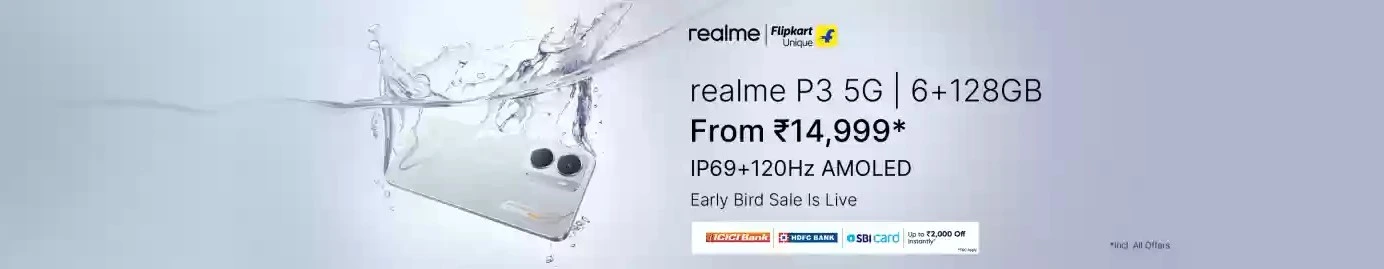 realme | Flipkart Unique
realme P3 5G | 6+128GB
From ₹14,999*
IP69+120Hz AMOLED
Early Bird Sale Is Live
ICICI Bank | HDFC BANK | SBI card | Up to ₹2,000 Off Instantly*
*T&C Apply
*Incl. All Offers